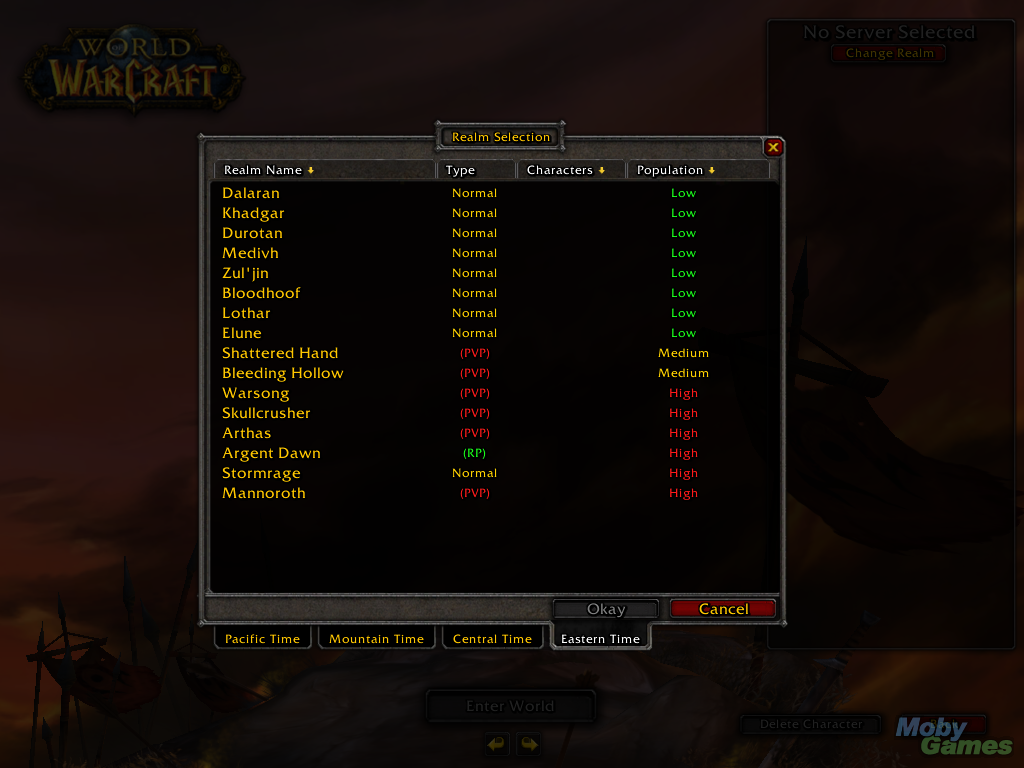 WORLD
WARCRAFT
No Server Selected
Change Realm
Realm Selection
Realm Name Type Characters Population
Dalaran Normal Low
Khadgar Normal Low
Durotan Normal Low
Medivh Normal Low
Zul'jin Normal Low
Bloodhoof Normal Low
Lothar Normal Low
Elune Normal Low
Shattered Hand (PVP) Medium
Bleeding Hollow (PVP) Medium
Warsong (PVP) High
Skullcrusher (PVP) High
Arthas (PVP) High
Argent Dawn (RP) High
Stormrage Normal High
Mannoroth (PVP) High
Okay Cancel
Pacific Time Mountain Time Central Time Eastern Time
Enter World
Delete Character
Moby
Games